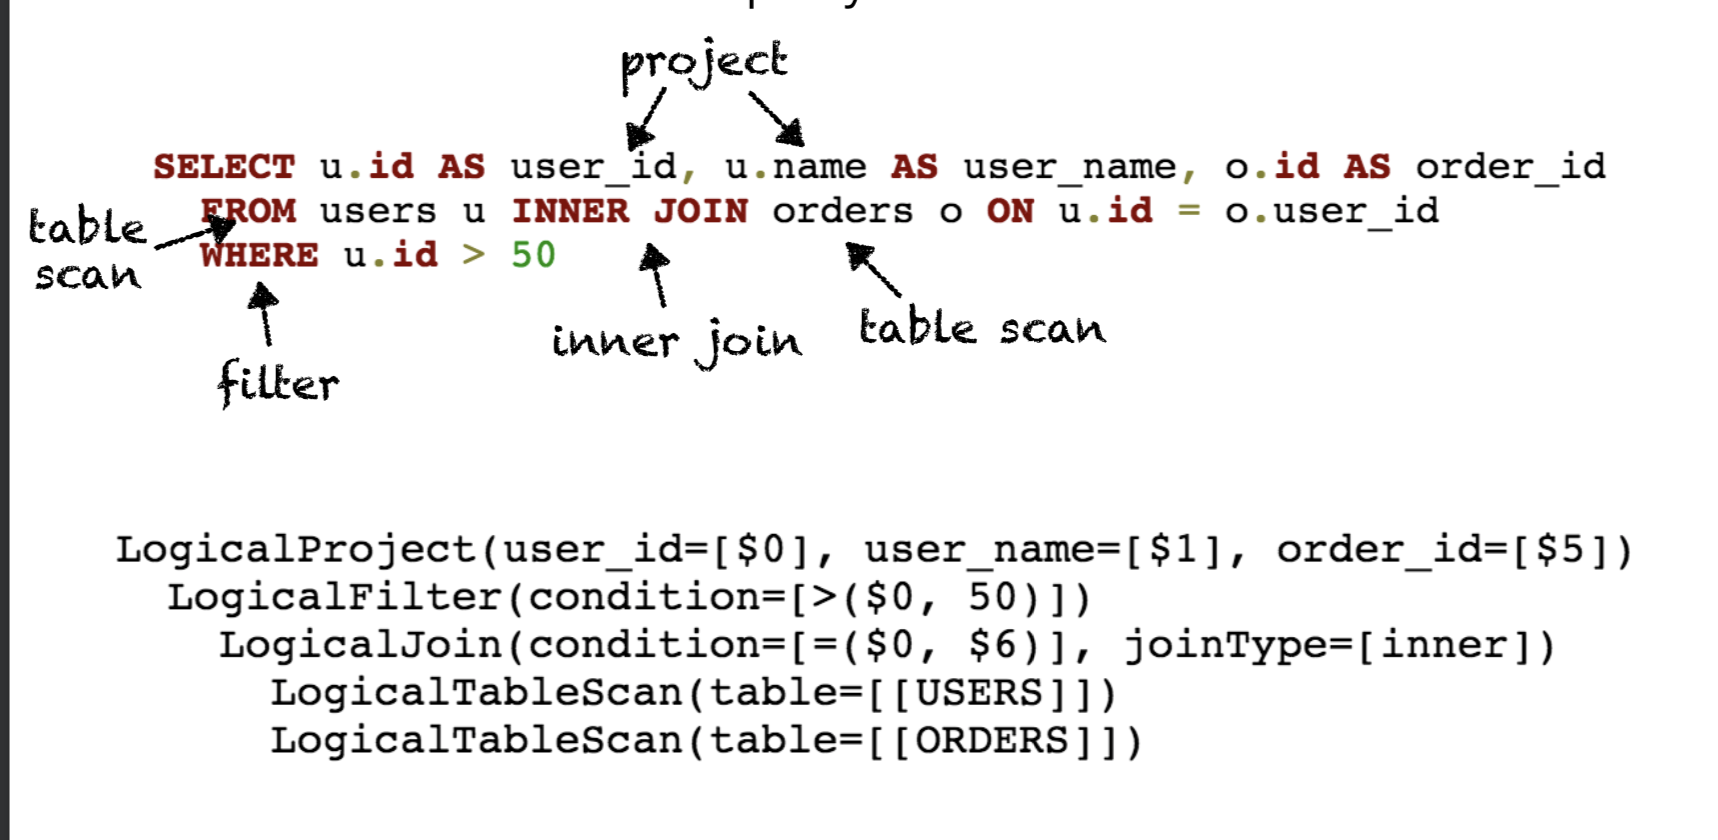 project
SELECT u.id AS user_id, u.name AS user_name, o.id AS order_id
FROM users u INNER JOIN orders o ON u.id = o.user_id
WHERE u.id > 50
table
scan
filter
inner join
table scan
LogicalProject(user_id=[$0], user_name=[$1], order_id=[$5])
LogicalFilter(condition=[>($0, 50)])
LogicalJoin(condition=[=($0, $6)], joinType=[inner])
LogicalTableScan(table=[[USERS]])
LogicalTableScan(table=[[ORDERS]])